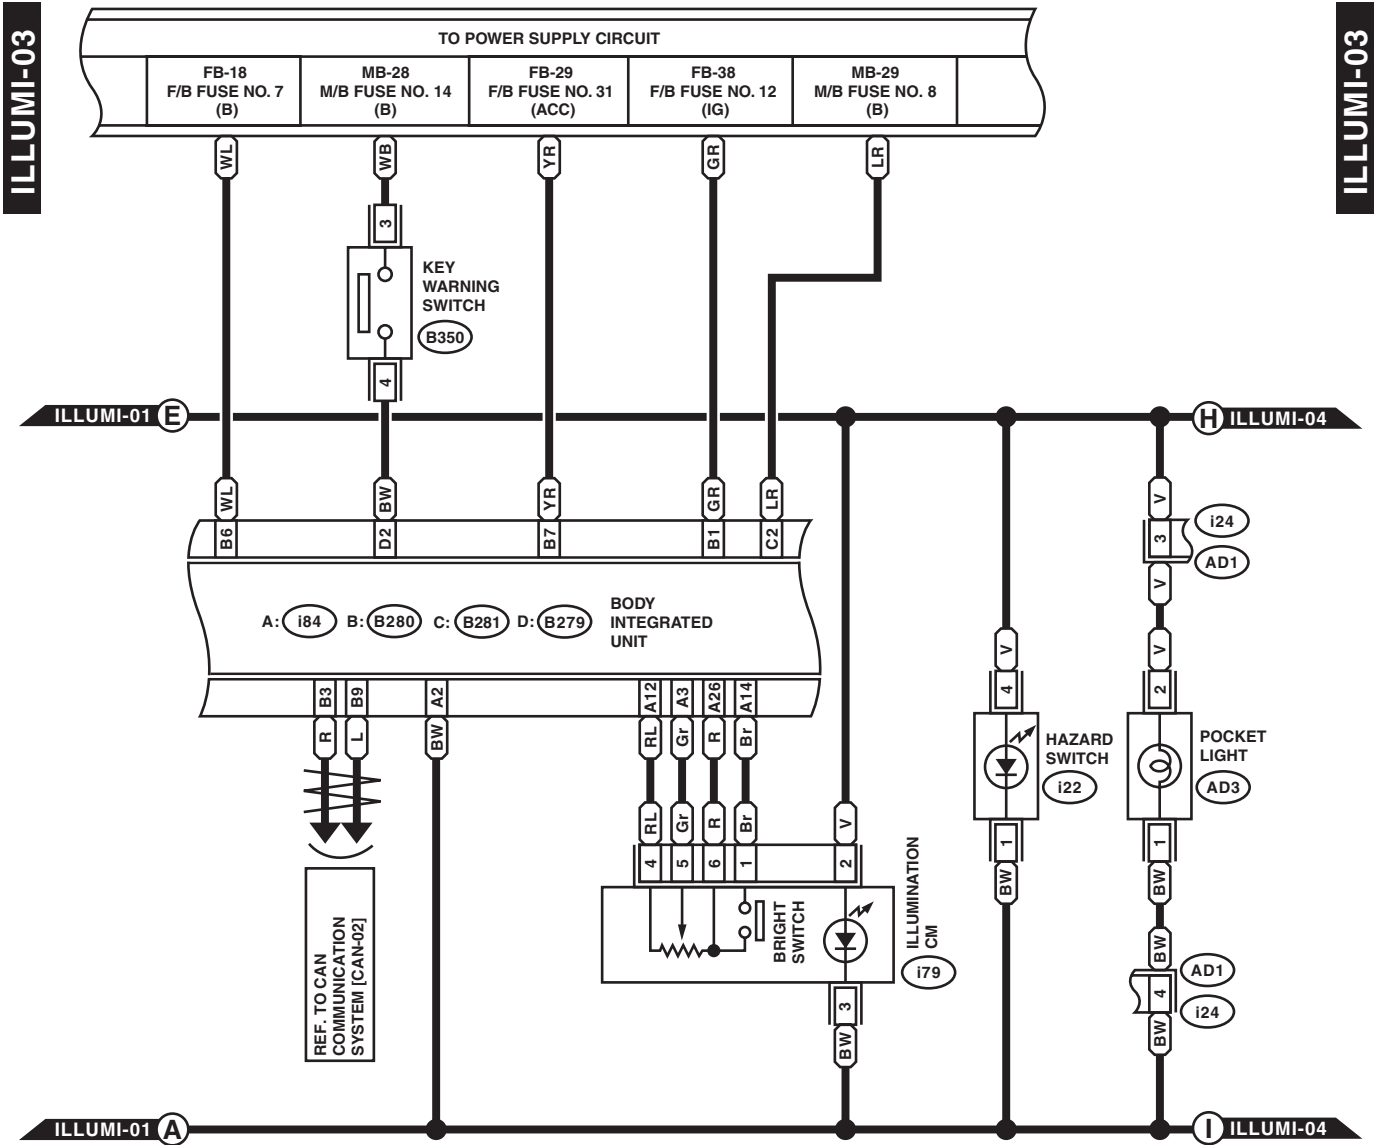 ILLUMI-03
ILLUMI-03
TO POWER SUPPLY CIRCUIT
FB-18
F/B FUSE NO. 7
(B)
MB-28
M/B FUSE NO. 14
(B)
FB-29
F/B FUSE NO. 31
(ACC)
FB-38
F/B FUSE NO. 12
(IG)
MB-29
M/B FUSE NO. 8
(B)
WL
WB
YR
GR
LR
3
KEY
WARNING
SWITCH
B350
4
ILLUMI-01 E
H ILLUMI-04
WL
BW
YR
GR
LR
V
B6
D2
B7
B1
C2
3
i24
AD1
V
A: i84 B: B280 C: B281 D: B279
BODY
INTEGRATED
UNIT
V
V
B3
B9
A2
A12
A3
A26
A14
4
2
R
L
BW
RL
Gr
R
Br
HAZARD
SWITCH
i22
POCKET
LIGHT
AD3
RL
Gr
R
Br
V
4
5
6
1
2
1
1
BW
BW
BRIGHT
SWITCH
ILLUMINATION
CM
i79
REF. TO CAN
COMMUNICATION
SYSTEM [CAN-02]
BW
AD1
4
i24
3
BW
BW
ILLUMI-01 A
I ILLUMI-04